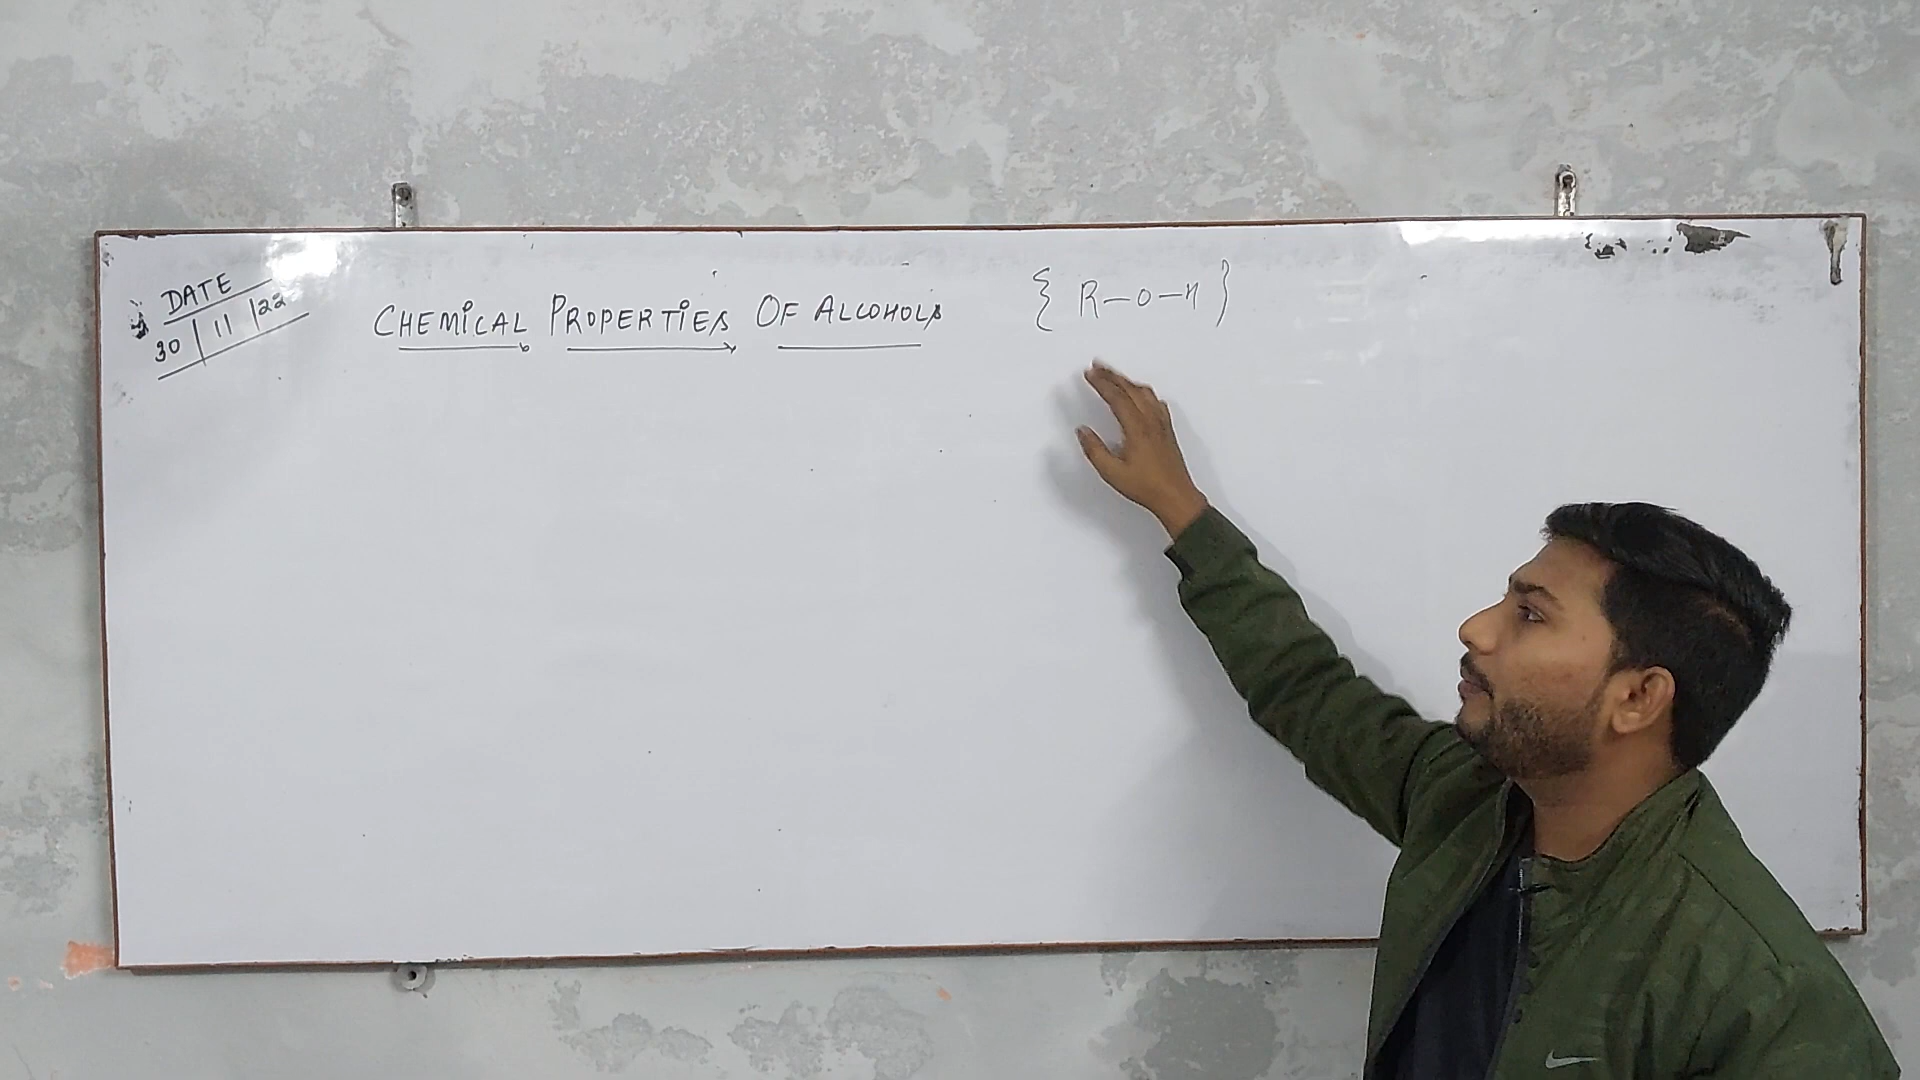 DATE
30 | 11 | 22
CHEMICAL PROPERTIES OF ALCOHOLS { R-O-H }